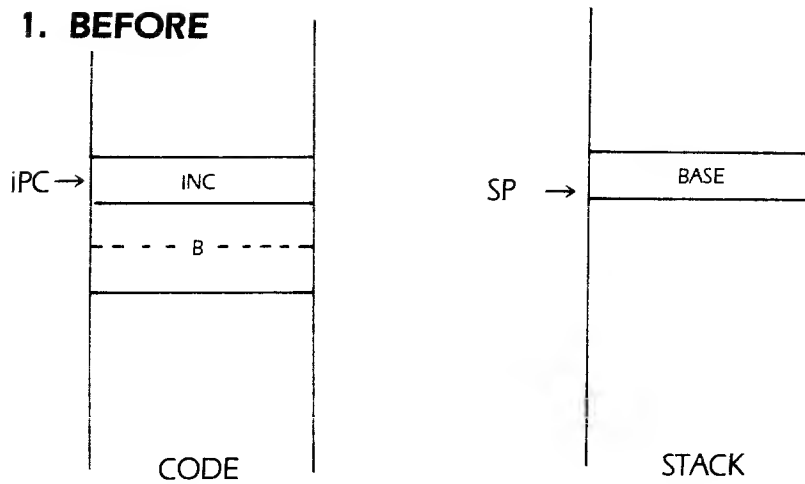 1. BEFORE
iPC→
INC
B
CODE
SP →
BASE
STACK